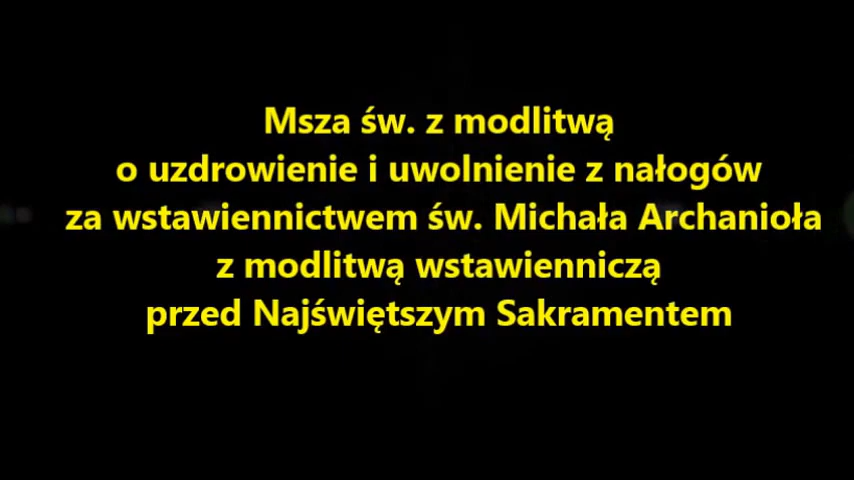 Msza św. z modlitwą
o uzdrowienie i uwolnienie z nałogów
za wstawiennictwem św. Michała Archanioła
z modlitwą wstawienniczą
przed Najświętszym Sakramentem